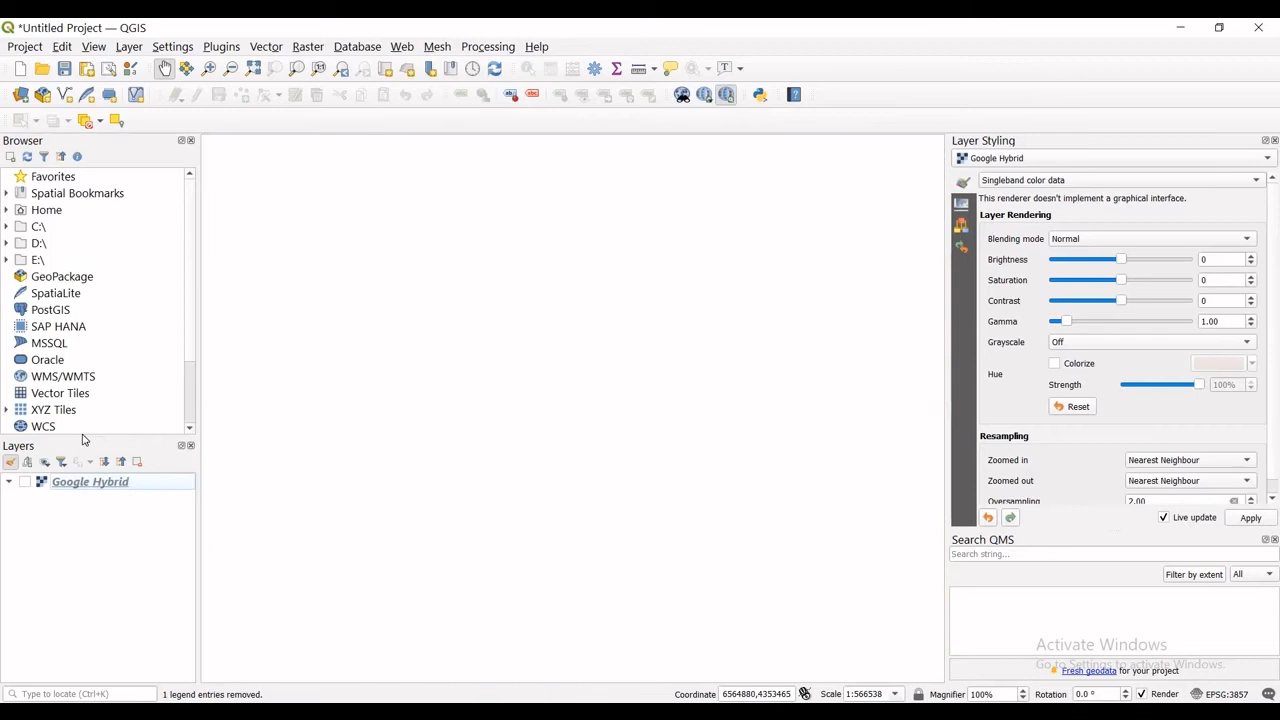 *Untitled Project — QGIS
Project Edit View Layer Settings Plugins Vector Raster Database Web Mesh Processing Help
Browser
Favorites
Spatial Bookmarks
Home
C:\
D:\
E:\
GeoPackage
SpatiaLite
PostGIS
SAP HANA
MSSQL
Oracle
WMS/WMTS
Vector Tiles
XYZ Tiles
WCS
Layers
Google Hybrid
Layer Styling
Google Hybrid
Singleband color data
This renderer doesn't implement a graphical interface.
Layer Rendering
Blending mode Normal
Brightness 0
Saturation 0
Contrast 0
Gamma 1.00
Grayscale Off
Hue
Colorize
Strength 100%
Reset
Resampling
Zoomed in Nearest Neighbour
Zoomed out Nearest Neighbour
Oversampling 2.00
Live update Apply
Search QMS
Search string...
Filter by extent All
Activate Windows
Go to Settings to activate Windows.
Fresh geodata for your project
Type to locate (Ctrl+K) 1 legend entries removed. Coordinate 6564880,4353465 Scale 1:566538 Magnifier 100% Rotation 0.0 ° Render EPSG:3857